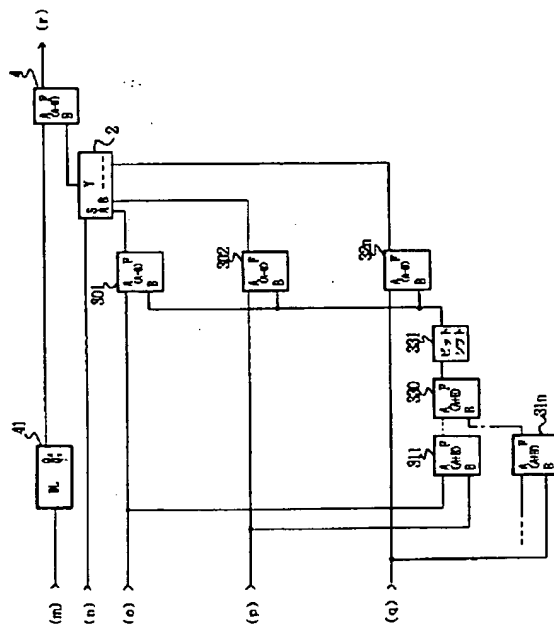 (r)
4
A F
(A-B)
B
2
S Y
A B
41
301
A F
(A-B)
B
302
A F
(A-B)
B
32n
A F
(A-B)
B
331
ビット
シフト
330
A F
(A+B)
B
311
A F
(A+B)
B
31n
A F
(A+B)
B
(m)
(n)
(o)
(p)
(q)